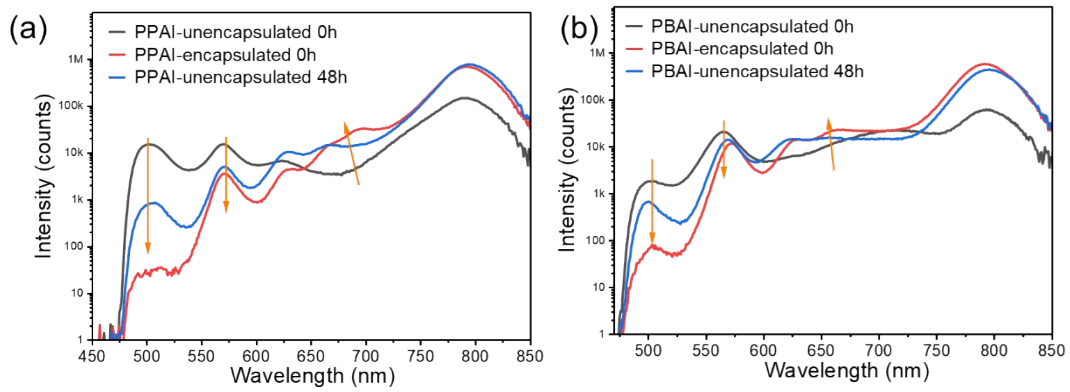 (a)
PPAI-unencapsulated 0h
PPAI-encapsulated 0h
PPAI-unencapsulated 48h
1M
100k
10k
1k
100
10
1
Intensity (counts)
450 500 550 600 650 700 750 800 850
Wavelength (nm)
(b)
PBAI-unencapsulated 0h
PBAI-encapsulated 0h
PBAI-unencapsulated 48h
1M
100k
10k
1k
100
10
1
Intensity (counts)
500 550 600 650 700 750 800 850
Wavelength (nm)